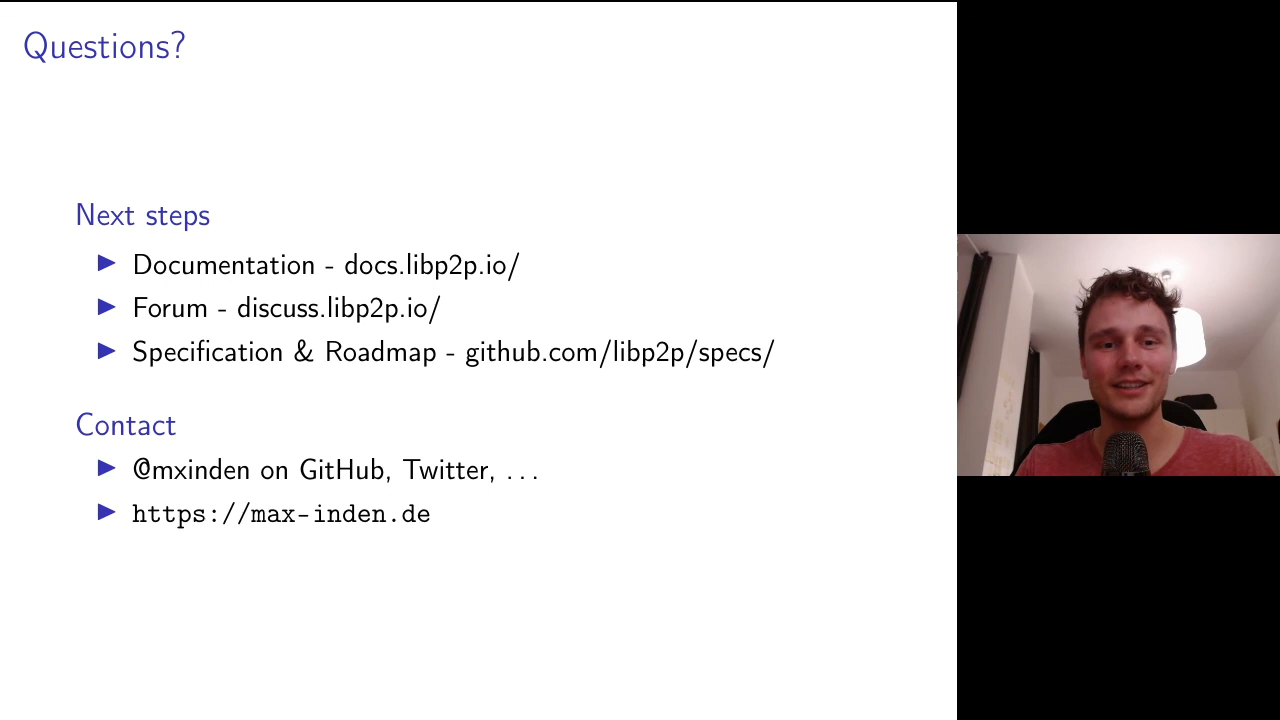 Questions?
Next steps
▶ Documentation - docs.libp2p.io/
▶ Forum - discuss.libp2p.io/
▶ Specification & Roadmap - github.com/libp2p/specs/
Contact
▶ @mxinden on GitHub, Twitter, . . .
▶ https://max-inden.de